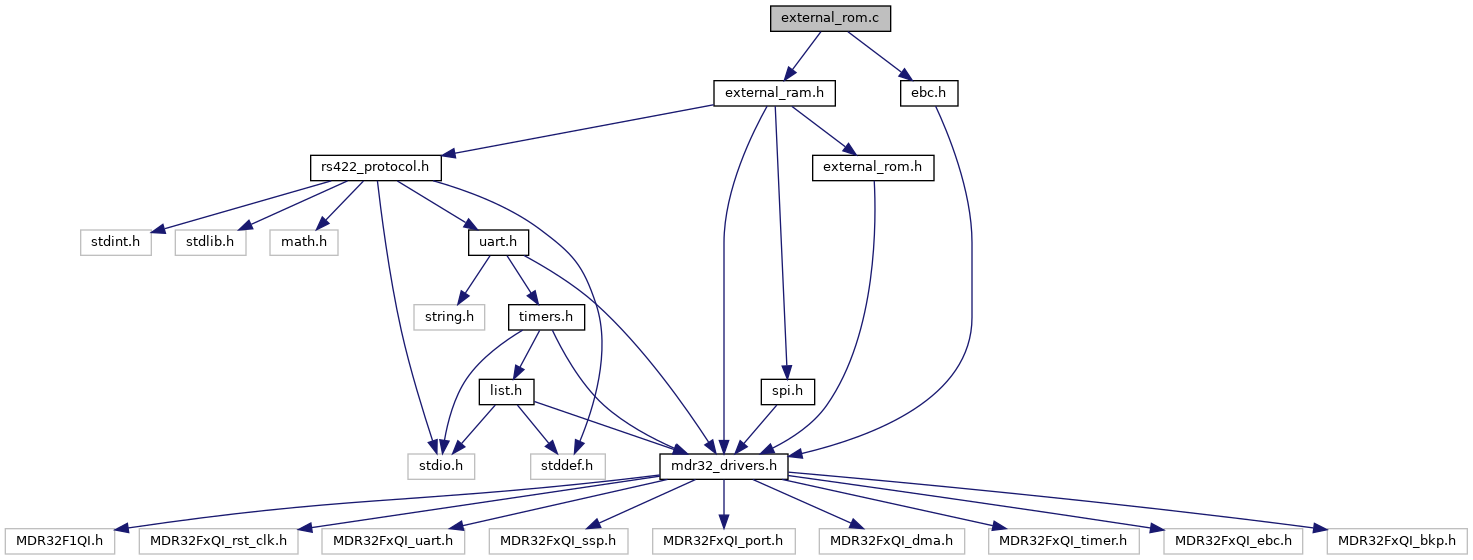 external_rom.c
external_ram.h
ebc.h
rs422_protocol.h
external_rom.h
stdint.h
stdlib.h
math.h
uart.h
string.h
timers.h
list.h
spi.h
stdio.h
stddef.h
mdr32_drivers.h
MDR32F1QI.h
MDR32FxQI_rst_clk.h
MDR32FxQI_uart.h
MDR32FxQI_ssp.h
MDR32FxQI_port.h
MDR32FxQI_dma.h
MDR32FxQI_timer.h
MDR32FxQI_ebc.h
MDR32FxQI_bkp.h